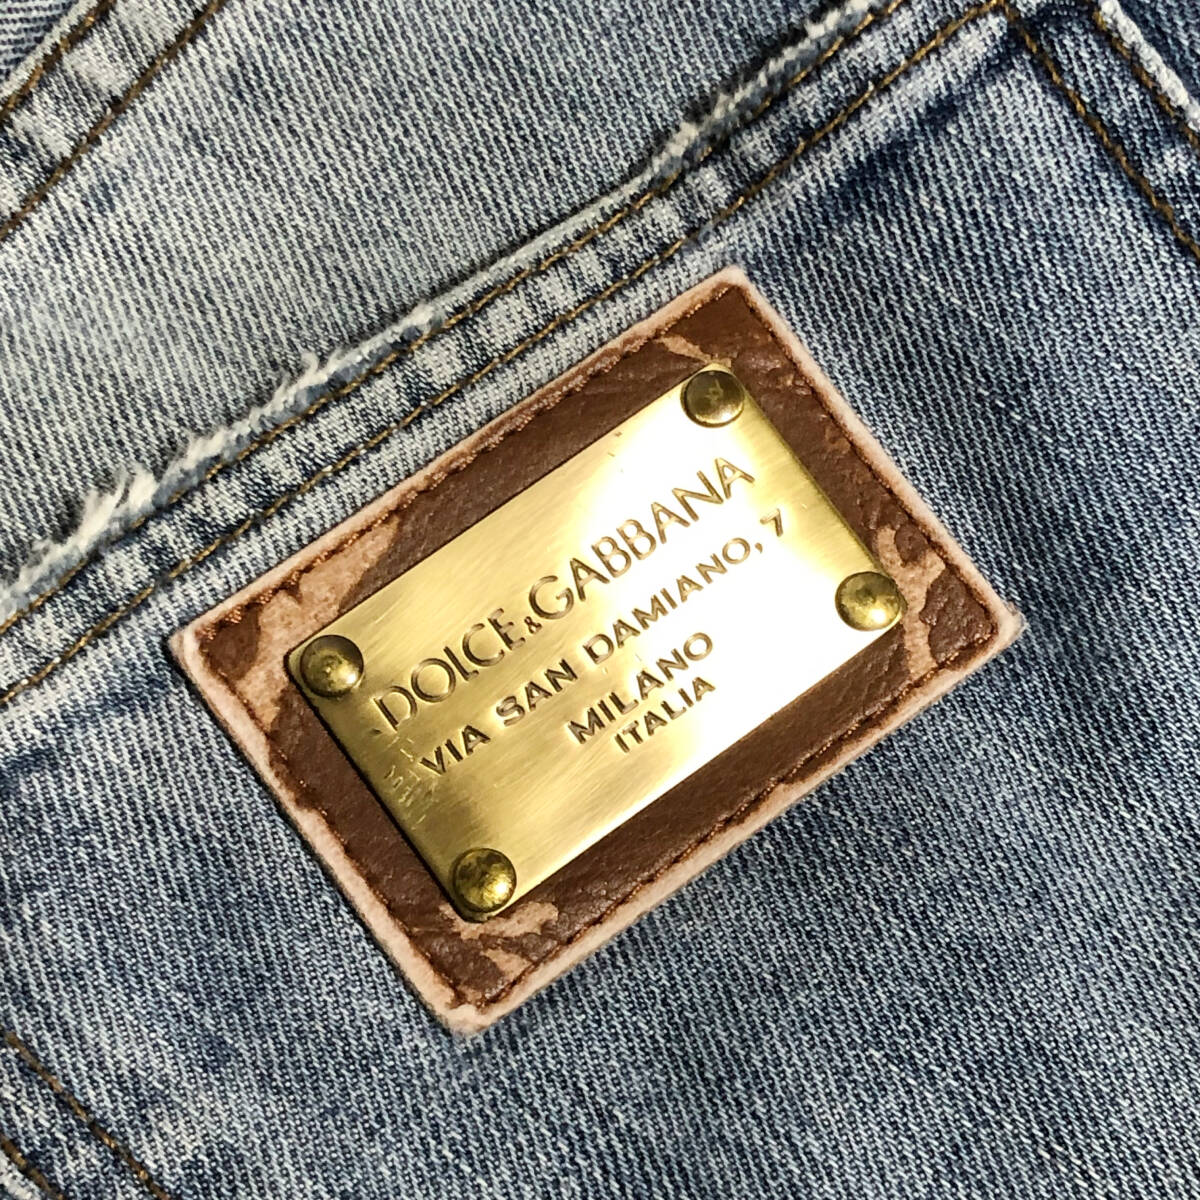 DOLCE&GABBANA
VIA SAN DAMIANO, 7
MILANO
ITALIA